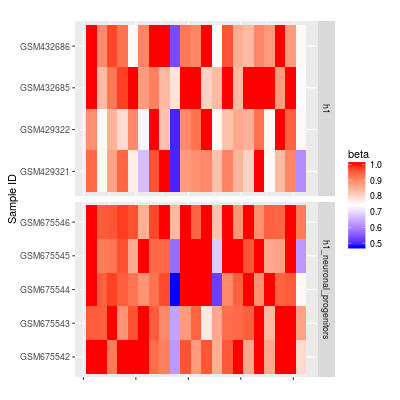 GSM432686
GSM432685
GSM429322
GSM429321
h1
GSM675546
GSM675545
GSM675544
GSM675543
GSM675542
h1_neuronal_progenitors
Sample ID
beta
1.0
0.9
0.8
0.7
0.6
0.5